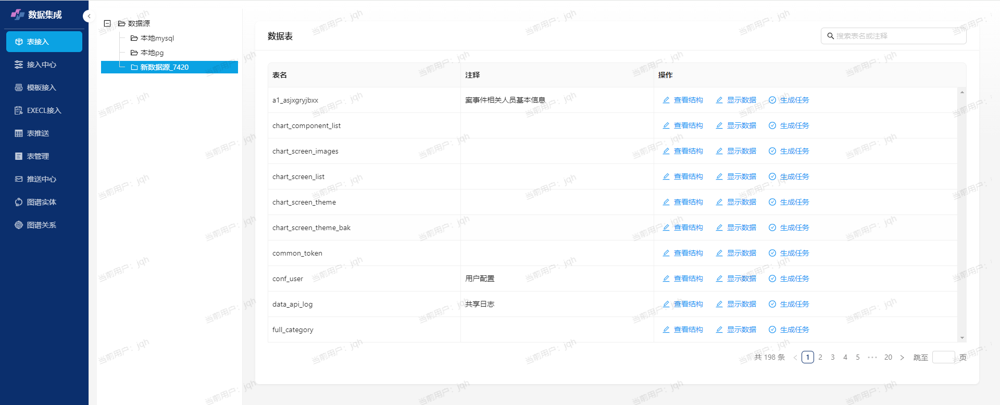 数据集成
表接入
接入中心
模板接入
EXECL接入
表推送
表管理
推送中心
图谱实体
图谱关系
数据源
本地mysql
本地pg
新数据源_7420
数据表
搜索表名或注释
表名 注释 操作
a1_asjxgryjbxx 案事件相关人员基本信息 查看结构 显示数据 生成任务
chart_component_list 查看结构 显示数据 生成任务
chart_screen_images 查看结构 显示数据 生成任务
chart_screen_list 查看结构 显示数据 生成任务
chart_screen_theme 查看结构 显示数据 生成任务
chart_screen_theme_bak 查看结构 显示数据 生成任务
common_token 查看结构 显示数据 生成任务
conf_user 用户配置 查看结构 显示数据 生成任务
data_api_log 共享日志 查看结构 显示数据 生成任务
full_category 查看结构 显示数据 生成任务
共 198 条 < 1 2 3 4 5 ••• 20 > 跳至 页
当前用户：jqh